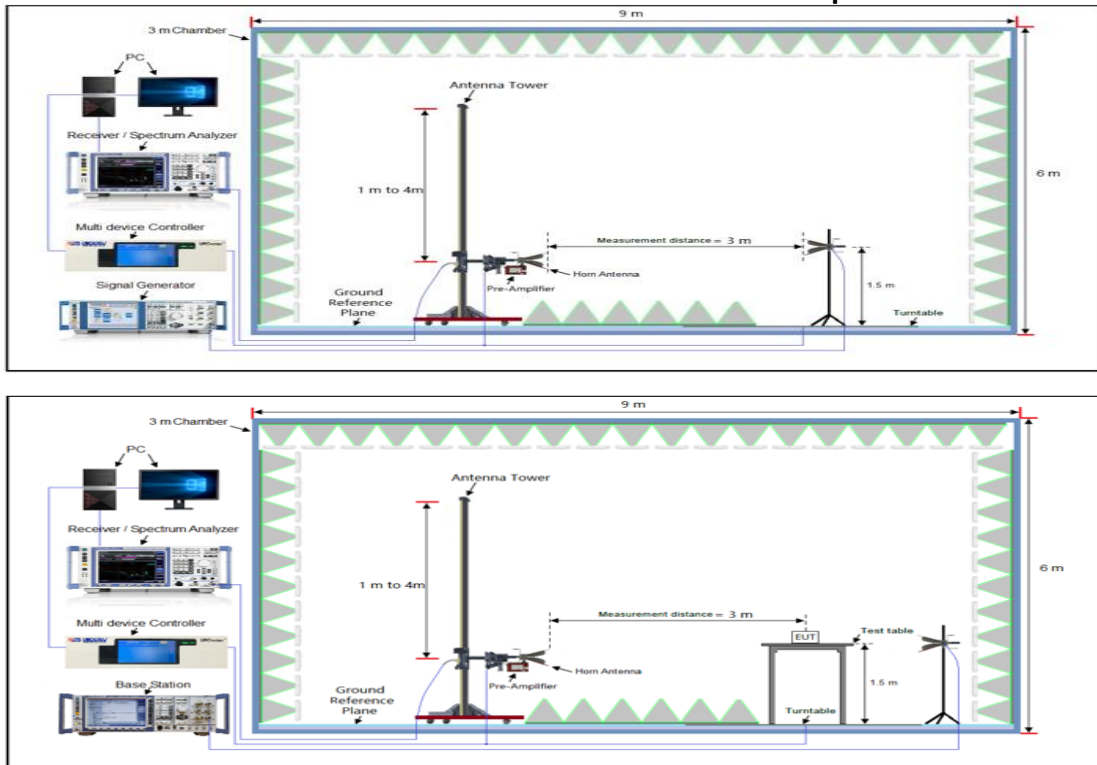 9 m
3 m Chamber
PC
Antenna Tower
Receiver / Spectrum Analyzer
1 m to 4m
6 m
Multi device Controller
Measurement distance = 3 m
Horn Antenna
Signal Generator
Pre-Amplifier
1.5 m
Ground
Reference
Plane
Turntable
9 m
3 m Chamber
PC
Antenna Tower
Receiver / Spectrum Analyzer
1 m to 4m
6 m
Measurement distance = 3 m
Multi device Controller
EUT
Test table
Horn Antenna
Base Station
Pre-Amplifier
1.5 m
Ground
Reference
Plane
Turntable